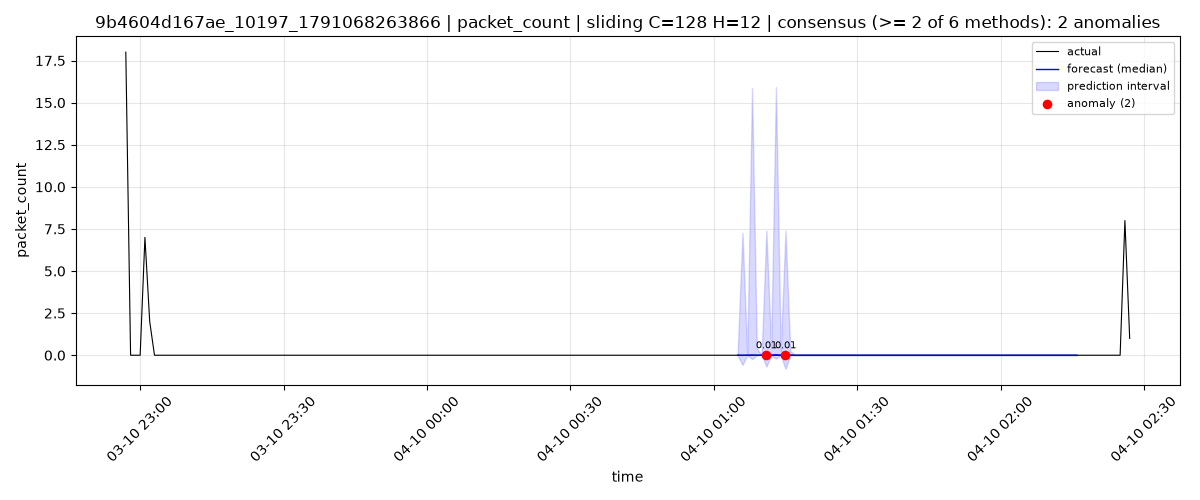 9b4604d167ae_10197_1791068263866 | packet_count | sliding C=128 H=12 | consensus (>= 2 of 6 methods): 2 anomalies
actual
forecast (median)
prediction interval
anomaly (2)
packet_count
17.5
15.0
12.5
10.0
7.5
5.0
2.5
0.0
0.01
0.01
03-10 23:00
03-10 23:30
04-10 00:00
04-10 00:30
04-10 01:00
04-10 01:30
04-10 02:00
04-10 02:30
time